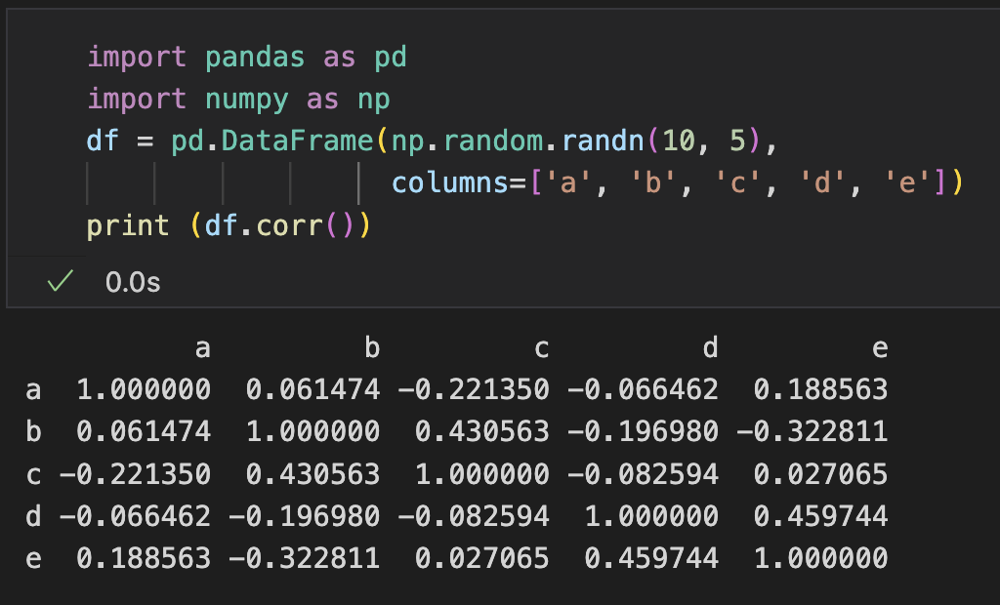 import pandas as pd
import numpy as np
df = pd.DataFrame(np.random.randn(10, 5),
columns=['a', 'b', 'c', 'd', 'e'])
print (df.corr())
0.0s
a b c d e
a 1.000000 0.061474 -0.221350 -0.066462 0.188563
b 0.061474 1.000000 0.430563 -0.196980 -0.322811
c -0.221350 0.430563 1.000000 -0.082594 0.027065
d -0.066462 -0.196980 -0.082594 1.000000 0.459744
e 0.188563 -0.322811 0.027065 0.459744 1.000000